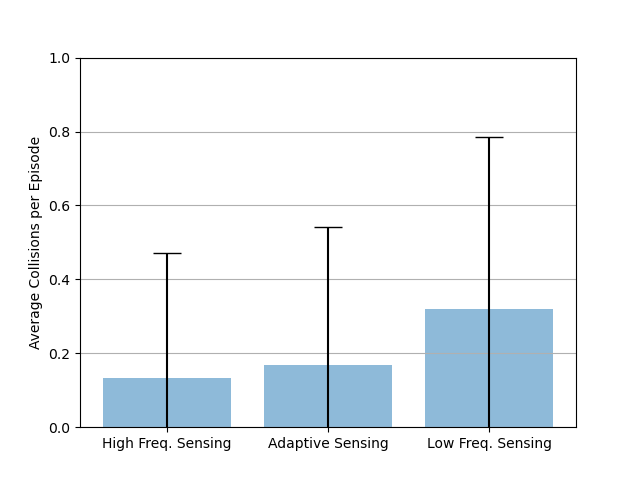 Average Collisions per Episode
1.0
0.8
0.6
0.4
0.2
0.0
High Freq. Sensing
Adaptive Sensing
Low Freq. Sensing